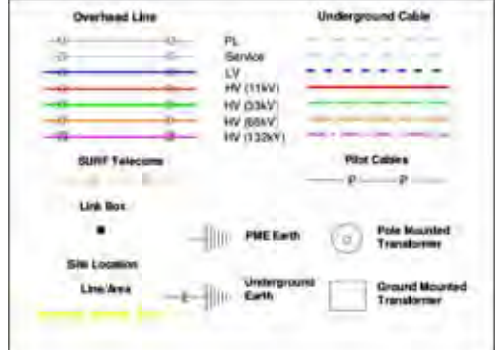 Overhead Line
Underground Cable
PL
Service
LV
HV (11kV)
HV (33kV)
HV (66kV)
HV (132kV)
SURF Telecoms
Pilot Cables
P P
Link Box
PME Earth
Pole Mounted
Transformer
Site Location
Line/Area
Underground
Earth
Ground Mounted
Transformer